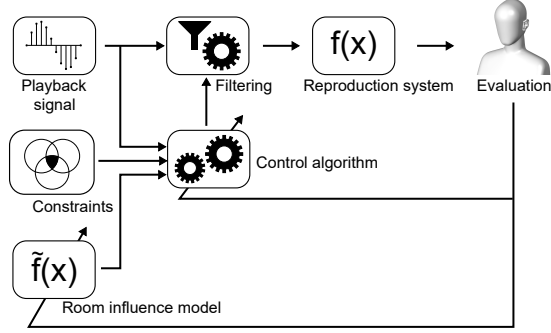 f(x)
Playback
signal
Filtering
Reproduction system
Evaluation
Control algorithm
Constraints
f̃(x)
Room influence model